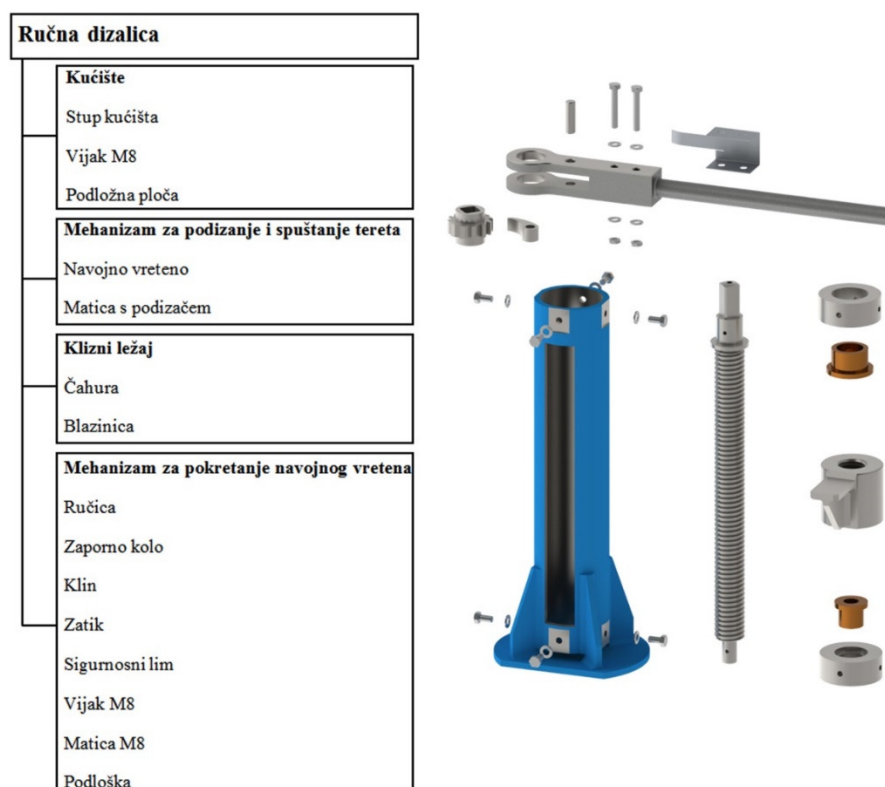 Ručna dizalica
Kućište
Stup kućišta
Vijak M8
Podložna ploča
Mehanizam za podizanje i spuštanje tereta
Navojno vreteno
Matica s podizačem
Klizni ležaj
Čahura
Blazinica
Mehanizam za pokretanje navojnog vretena
Ručica
Zaporno kolo
Klin
Zatik
Sigurnosni lim
Vijak M8
Matica M8
Podloška